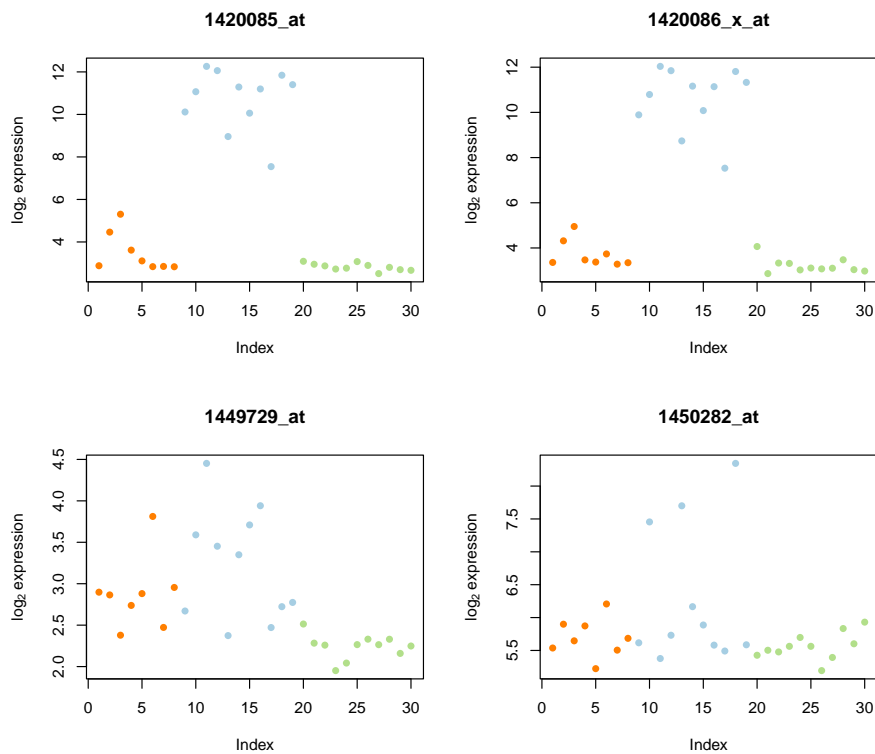 1420085_at
log2 expression
4 6 8 10 12
0 5 10 15 20 25 30
Index
1420086_x_at
log2 expression
4 6 8 10 12
0 5 10 15 20 25 30
Index
1449729_at
log2 expression
2.0 2.5 3.0 3.5 4.0 4.5
0 5 10 15 20 25 30
Index
1450282_at
log2 expression
5.5 6.5 7.5
0 5 10 15 20 25 30
Index